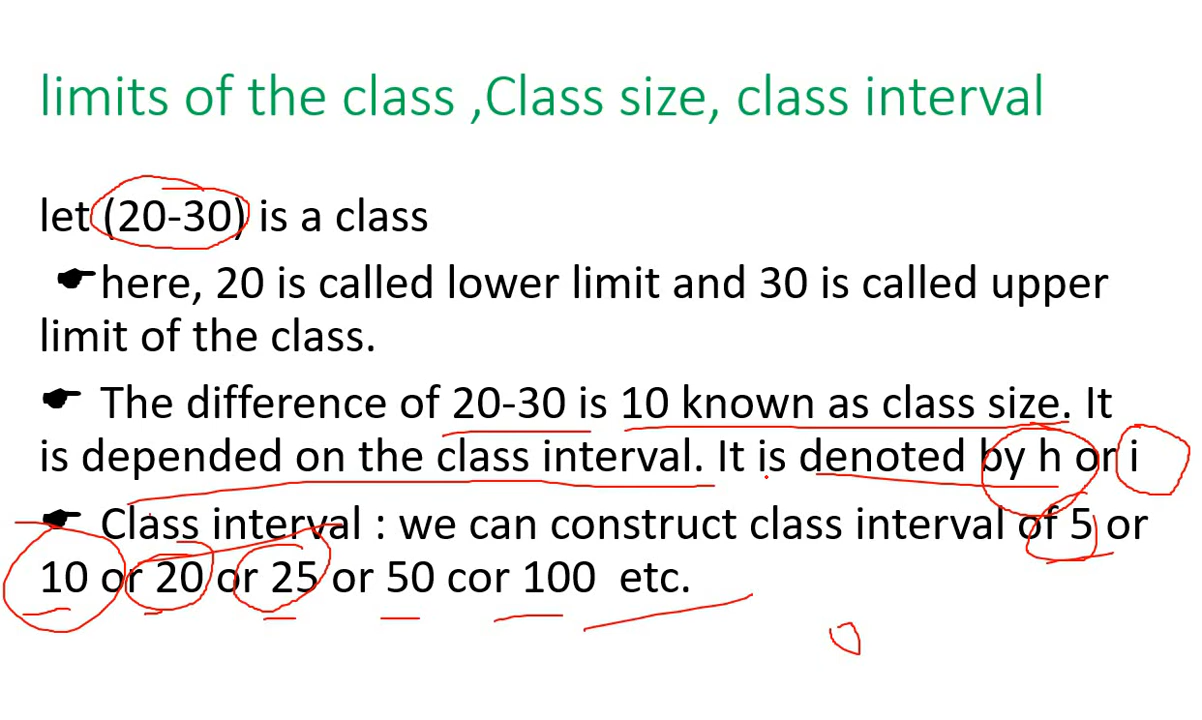 limits of the class ,Class size, class interval
let (20-30) is a class
☛here, 20 is called lower limit and 30 is called upper
limit of the class.
☛ The difference of 20-30 is 10 known as class size. It
is depended on the class interval. It is denoted by h or i
☛ Class interval : we can construct class interval of 5 or
10 or 20 or 25 or 50 cor 100 etc.